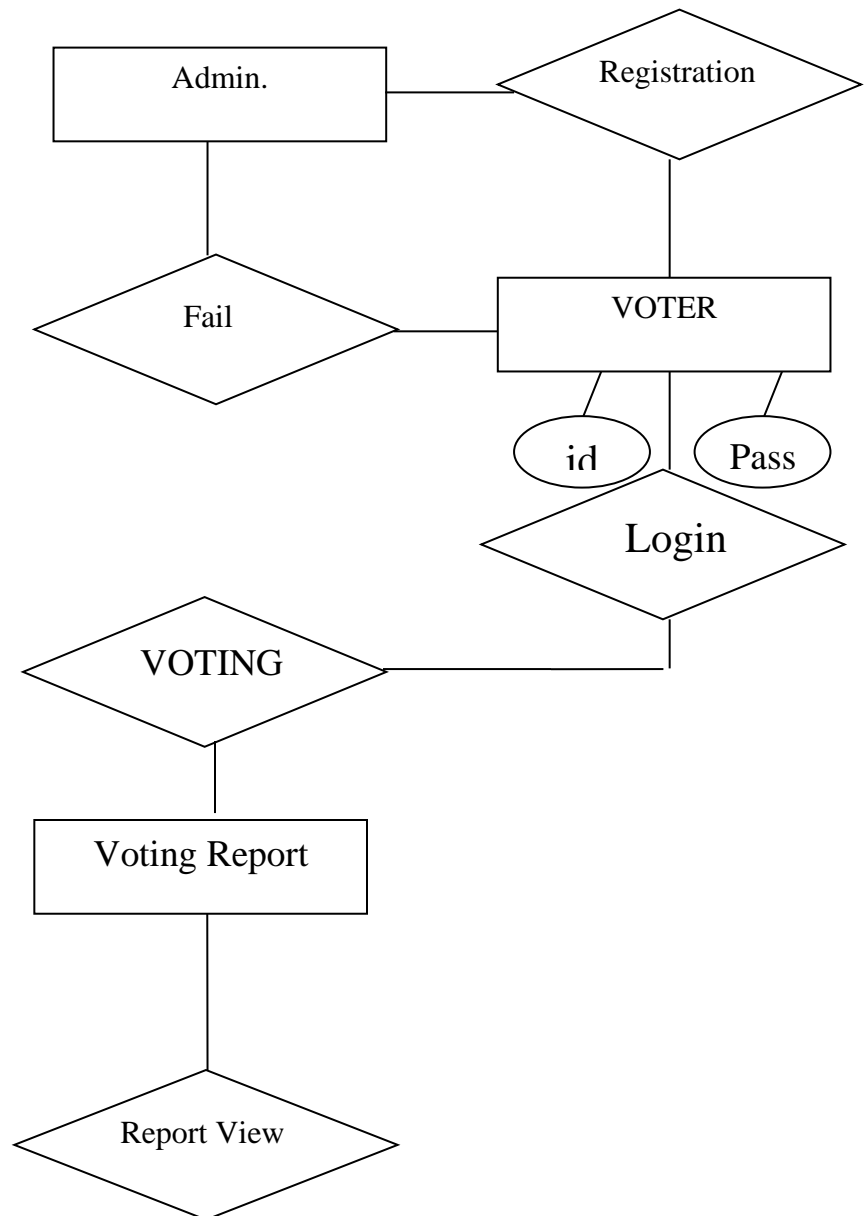 Admin.
Registration
Fail
VOTER
id
Pass
Login
VOTING
Voting Report
Report View